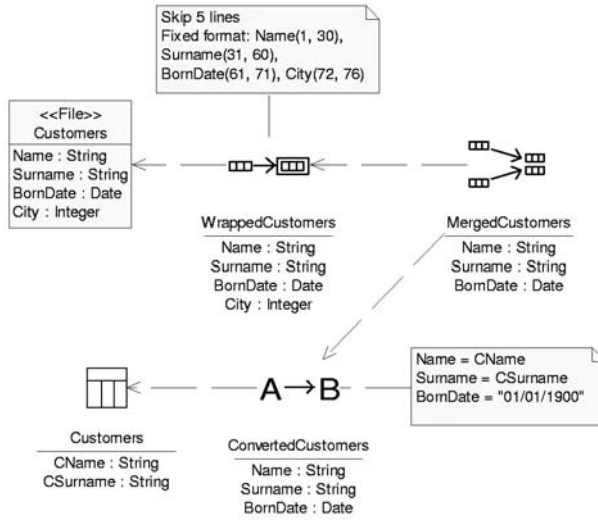 Skip 5 lines
Fixed format: Name(1, 30),
Surname(31, 60),
BornDate(61, 71), City(72, 76)
<<File>>
Customers
Name : String
Surname : String
BornDate : Date
City : Integer
WrappedCustomers
Name : String
Surname : String
BornDate : Date
City : Integer
MergedCustomers
Name : String
Surname : String
BornDate : Date
Customers
CName : String
CSurname : String
A→B
ConvertedCustomers
Name : String
Surname : String
BornDate : Date
Name = CName
Surname = CSurname
BornDate = "01/01/1900"